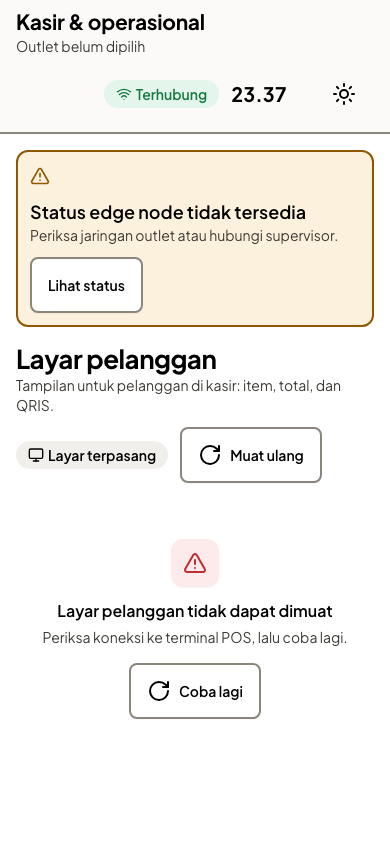 Kasir & operasional
Outlet belum dipilih
Terhubung
23.37
Status edge node tidak tersedia
Periksa jaringan outlet atau hubungi supervisor.
Lihat status
Layar pelanggan
Tampilan untuk pelanggan di kasir: item, total, dan
QRIS.
Layar terpasang
Muat ulang
Layar pelanggan tidak dapat dimuat
Periksa koneksi ke terminal POS, lalu coba lagi.
Coba lagi